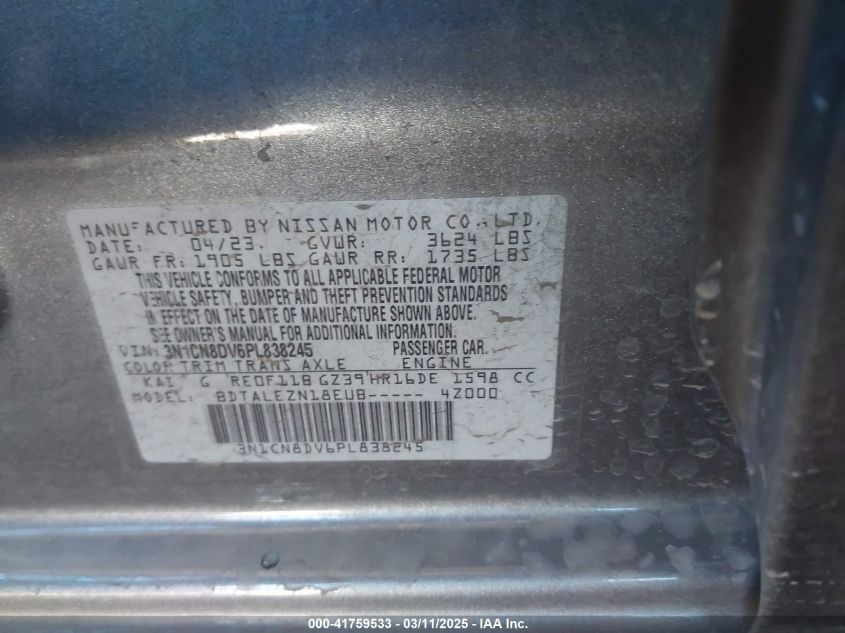 MANUFACTURED BY NISSAN MOTOR CO., LTD.
DATE: 04/23. GVWR: 3624 LBS
GAWR FR: 1905 LBS GAWR RR: 1735 LBS
THIS VEHICLE CONFORMS TO ALL APPLICABLE FEDERAL MOTOR
VEHICLE SAFETY, BUMPER AND THEFT PREVENTION STANDARDS
IN EFFECT ON THE DATE OF MANUFACTURE SHOWN ABOVE.
SEE OWNER'S MANUAL FOR ADDITIONAL INFORMATION.
VIN: 3N1CN8DV6PL838245 PASSENGER CAR.
COLOR TRIM TRANS AXLE ENGINE
KAI G RE0F11B GZ39 HR16DE 1598 CC
MODEL: BDTALEZN18EUB----- 4Z000
3N1CN8DV6PL838245
000-41759533 - 03/11/2025 - IAA Inc.